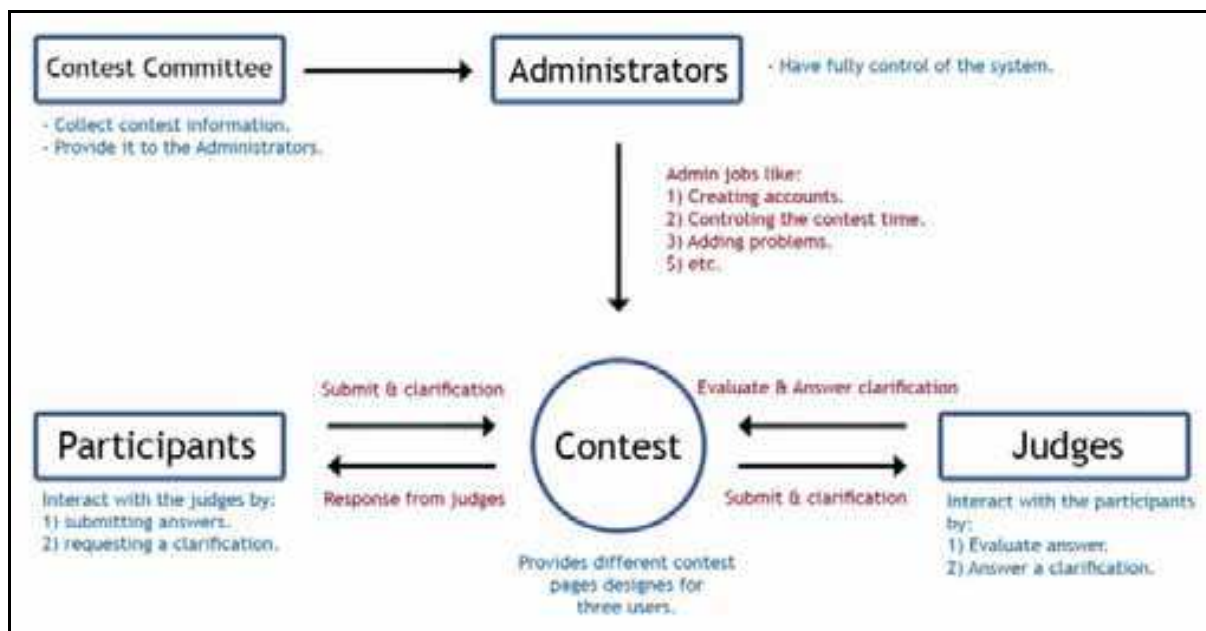 Contest Committee
Administrators
- Have fully control of the system.
- Collect contest information.
- Provide it to the Administrators.
Admin jobs like:
1) Creating accounts.
2) Controling the contest time.
3) Adding problems.
5) etc.
Submit & clarification
Evaluate & Answer clarification
Participants
Contest
Judges
Response from judges
Submit & clarification
Interact with the judges by:
1) submitting answers.
2) requesting a clarification.
Interact with the participants
by:
1) Evaluate answer.
2) Answer a clarification.
Provides different contest
pages designes for
three users.